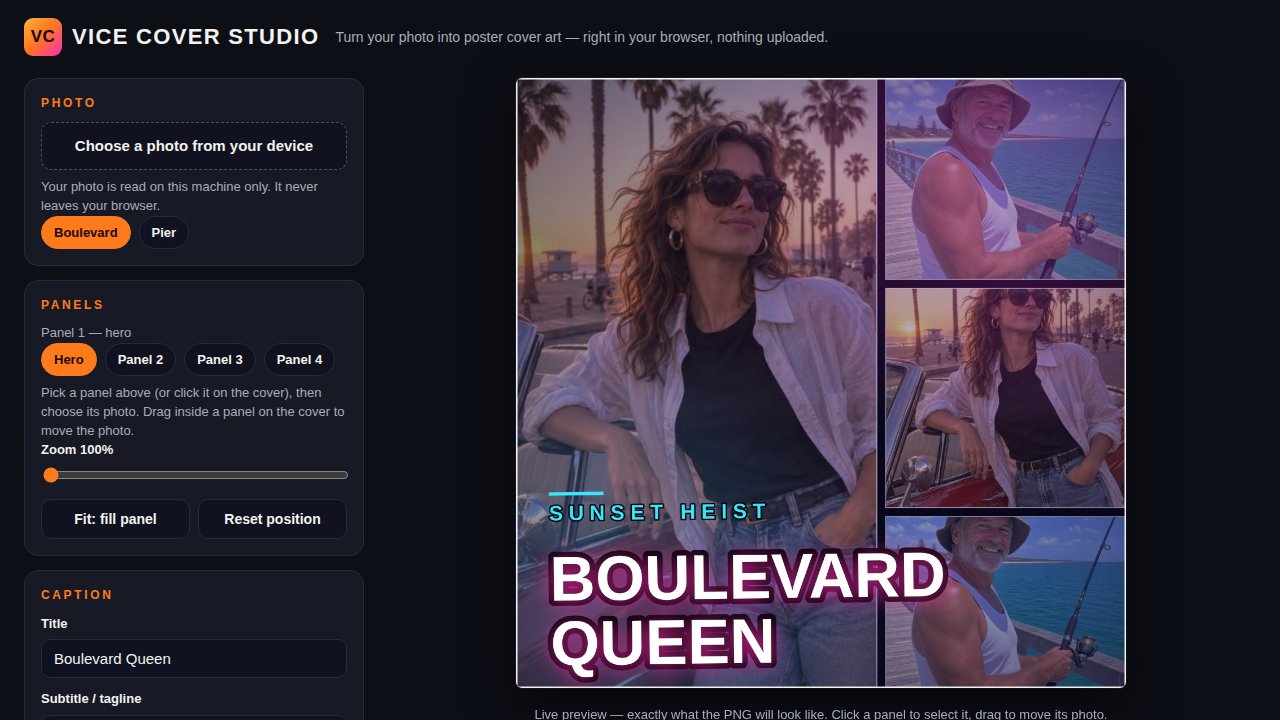 VC
VICE COVER STUDIO
Turn your photo into poster cover art — right in your browser, nothing uploaded.
PHOTO
Choose a photo from your device
Your photo is read on this machine only. It never
leaves your browser.
Boulevard
Pier
PANELS
Panel 1 — hero
Hero
Panel 2
Panel 3
Panel 4
Pick a panel above (or click it on the cover), then
choose its photo. Drag inside a panel on the cover to
move the photo.
Zoom 100%
Fit: fill panel
Reset position
CAPTION
Title
Boulevard Queen
Subtitle / tagline
SUNSET HEIST
BOULEVARD
QUEEN
Live preview — exactly what the PNG will look like. Click a panel to select it, drag to move its photo.